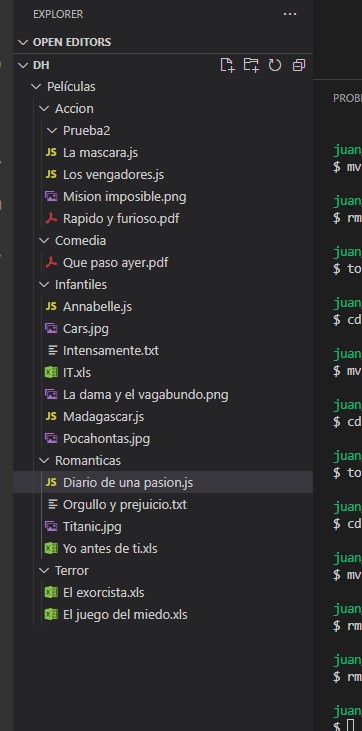 EXPLORER
OPEN EDITORS
DH
Películas
Accion
Prueba2
JS La mascara.js
JS Los vengadores.js
Mision imposible.png
Rapido y furioso.pdf
Comedia
Que paso ayer.pdf
Infantiles
JS Annabelle.js
Cars.jpg
Intensamente.txt
IT.xls
La dama y el vagabundo.png
JS Madagascar.js
Pocahontas.jpg
Romanticas
JS Diario de una pasion.js
Orgullo y prejuicio.txt
Titanic.jpg
Yo antes de ti.xls
Terror
El exorcista.xls
El juego del miedo.xls
PROBL
juan
$ mv
juan
$ rm
juan
$ to
juan
$ cd
juan
$ mv
juan
$ cd
juan
$ to
juan
$ cd
juan
$ mv
juan
$ rm
juan
$ rm
juan
$